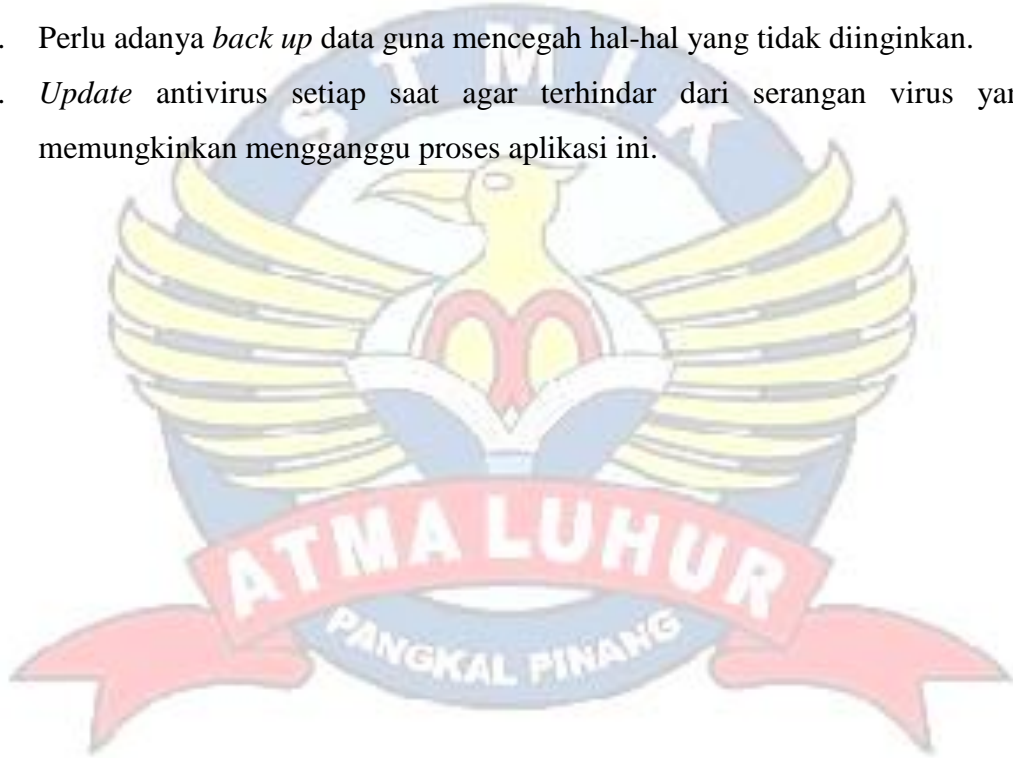 . Perlu adanya back up data guna mencegah hal-hal yang tidak diinginkan.
. Update antivirus setiap saat agar terhindar dari serangan virus yan
memungkinkan mengganggu proses aplikasi ini.
STMIK
ATMA LUHUR
PANGKAL PINANG